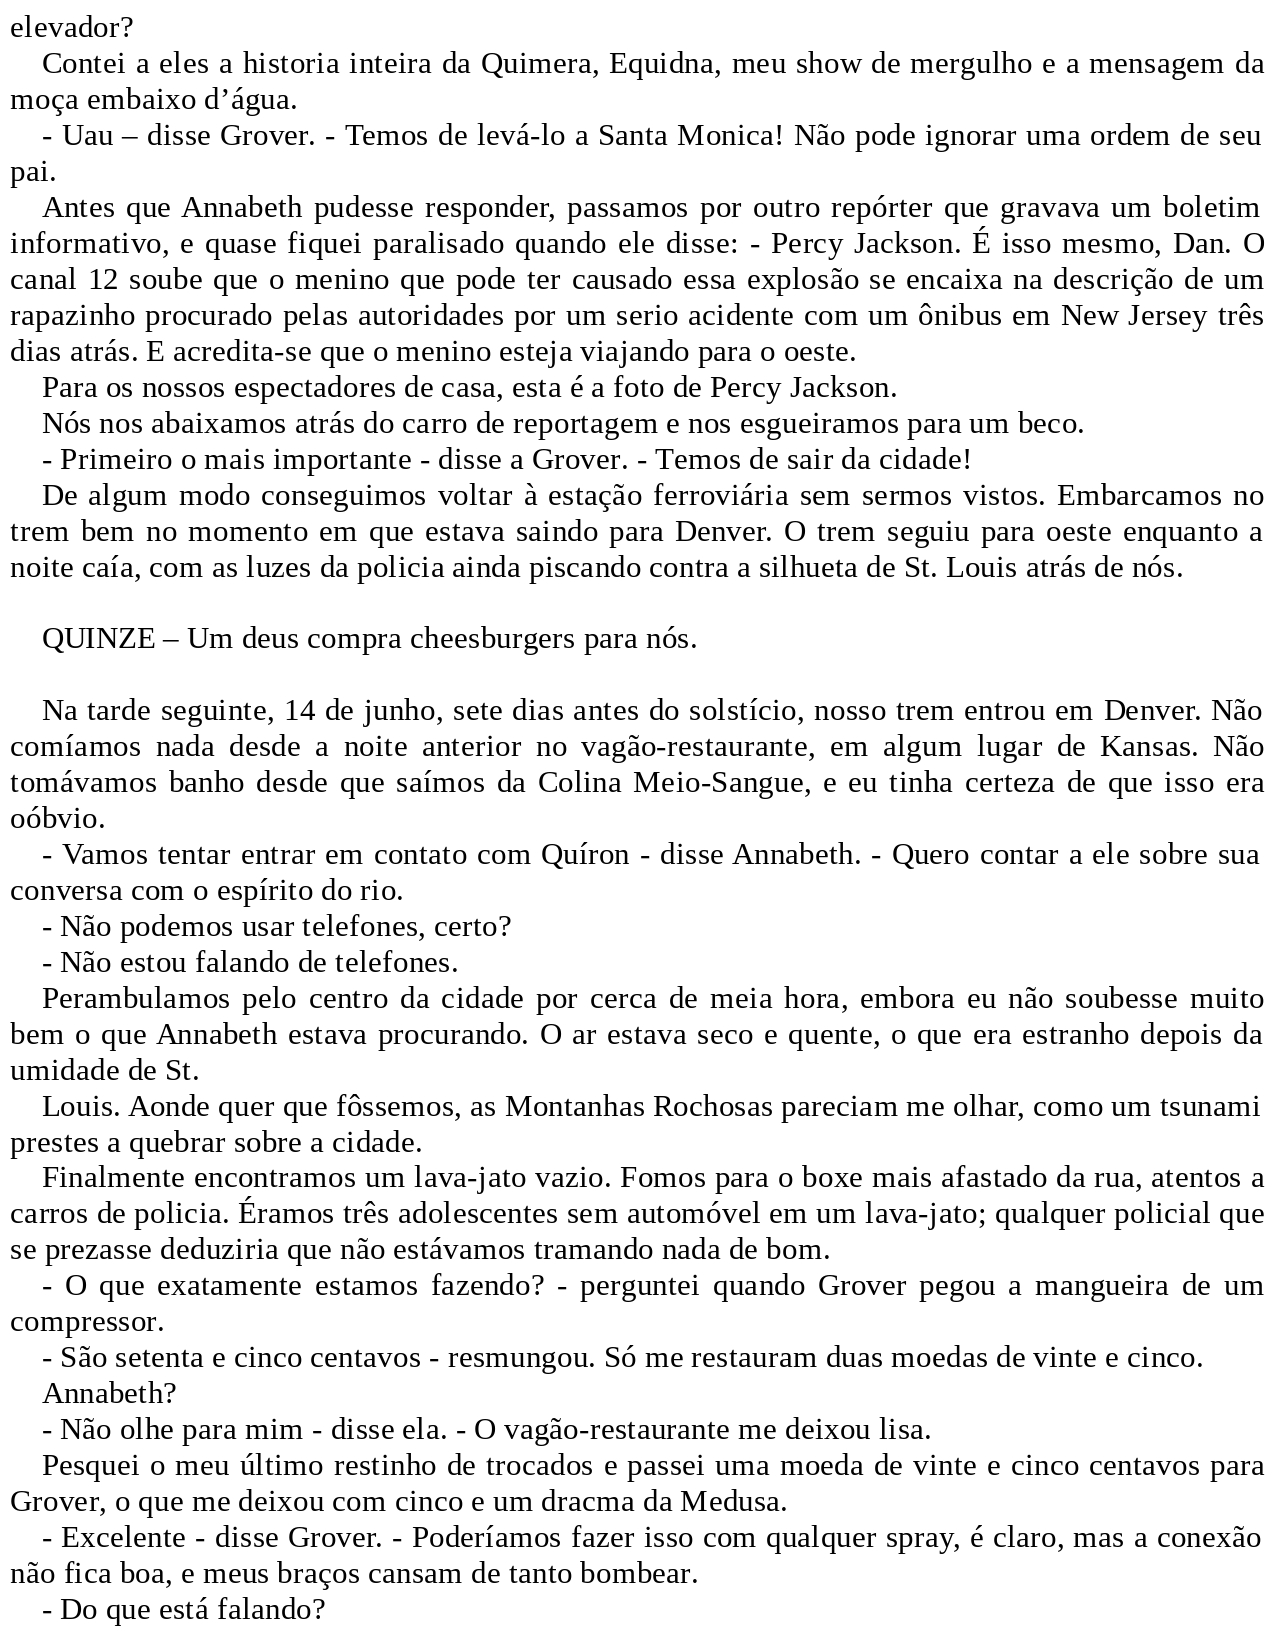 elevador?
Contei a eles a historia inteira da Quimera, Equidna, meu show de mergulho e a mensagem da
moça embaixo d’água.
- Uau – disse Grover. - Temos de levá-lo a Santa Monica! Não pode ignorar uma ordem de seu
pai.
Antes que Annabeth pudesse responder, passamos por outro repórter que gravava um boletim
informativo, e quase fiquei paralisado quando ele disse: - Percy Jackson. É isso mesmo, Dan. O
canal 12 soube que o menino que pode ter causado essa explosão se encaixa na descrição de um
rapazinho procurado pelas autoridades por um serio acidente com um ônibus em New Jersey três
dias atrás. E acredita-se que o menino esteja viajando para o oeste.
Para os nossos espectadores de casa, esta é a foto de Percy Jackson.
Nós nos abaixamos atrás do carro de reportagem e nos esgueiramos para um beco.
- Primeiro o mais importante - disse a Grover. - Temos de sair da cidade!
De algum modo conseguimos voltar à estação ferroviária sem sermos vistos. Embarcamos no
trem bem no momento em que estava saindo para Denver. O trem seguiu para oeste enquanto a
noite caía, com as luzes da policia ainda piscando contra a silhueta de St. Louis atrás de nós.
QUINZE – Um deus compra cheesburgers para nós.
Na tarde seguinte, 14 de junho, sete dias antes do solstício, nosso trem entrou em Denver. Não
comíamos nada desde a noite anterior no vagão-restaurante, em algum lugar de Kansas. Não
tomávamos banho desde que saímos da Colina Meio-Sangue, e eu tinha certeza de que isso era
oóbvio.
- Vamos tentar entrar em contato com Quíron - disse Annabeth. - Quero contar a ele sobre sua
conversa com o espírito do rio.
- Não podemos usar telefones, certo?
- Não estou falando de telefones.
Perambulamos pelo centro da cidade por cerca de meia hora, embora eu não soubesse muito
bem o que Annabeth estava procurando. O ar estava seco e quente, o que era estranho depois da
umidade de St.
Louis. Aonde quer que fôssemos, as Montanhas Rochosas pareciam me olhar, como um tsunami
prestes a quebrar sobre a cidade.
Finalmente encontramos um lava-jato vazio. Fomos para o boxe mais afastado da rua, atentos a
carros de policia. Éramos três adolescentes sem automóvel em um lava-jato; qualquer policial que
se prezasse deduziria que não estávamos tramando nada de bom.
- O que exatamente estamos fazendo? - perguntei quando Grover pegou a mangueira de um
compressor.
- São setenta e cinco centavos - resmungou. Só me restauram duas moedas de vinte e cinco.
Annabeth?
- Não olhe para mim - disse ela. - O vagão-restaurante me deixou lisa.
Pesquei o meu último restinho de trocados e passei uma moeda de vinte e cinco centavos para
Grover, o que me deixou com cinco e um dracma da Medusa.
- Excelente - disse Grover. - Poderíamos fazer isso com qualquer spray, é claro, mas a conexão
não fica boa, e meus braços cansam de tanto bombear.
- Do que está falando?